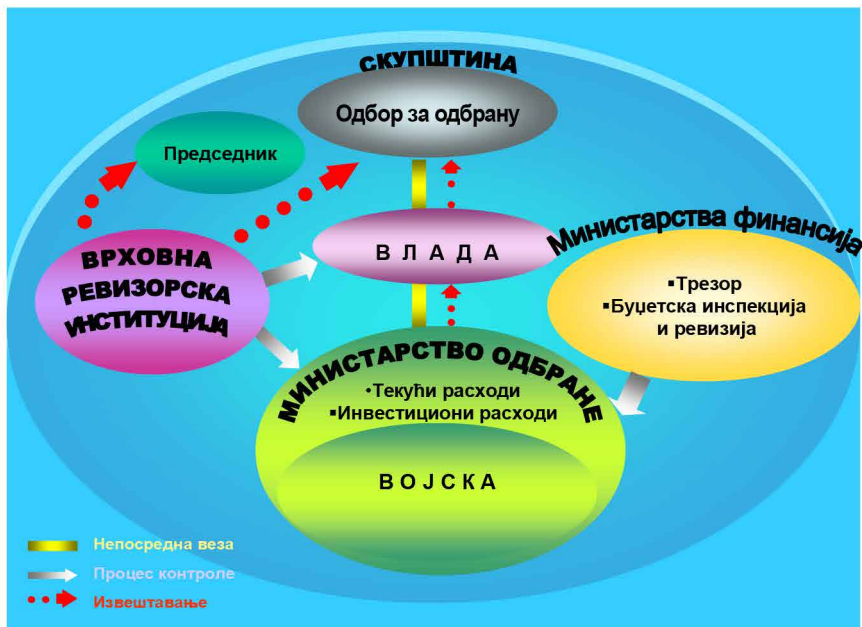 СКУПШТИНА
Одбор за одбрану
Председник
ВРХОВНА
РЕВИЗОРСКА
ИНСТИТУЦИЈА
В Л А Д А
Министарства финансија
▪Трезор
▪Буџетска инспекција
и ревизија
МИНИСТАРСТВО ОДБРАНЕ
•Текући расходи
▪Инвестициони расходи
В О Ј С К А
Непосредна веза
Процес контроле
Извештавање